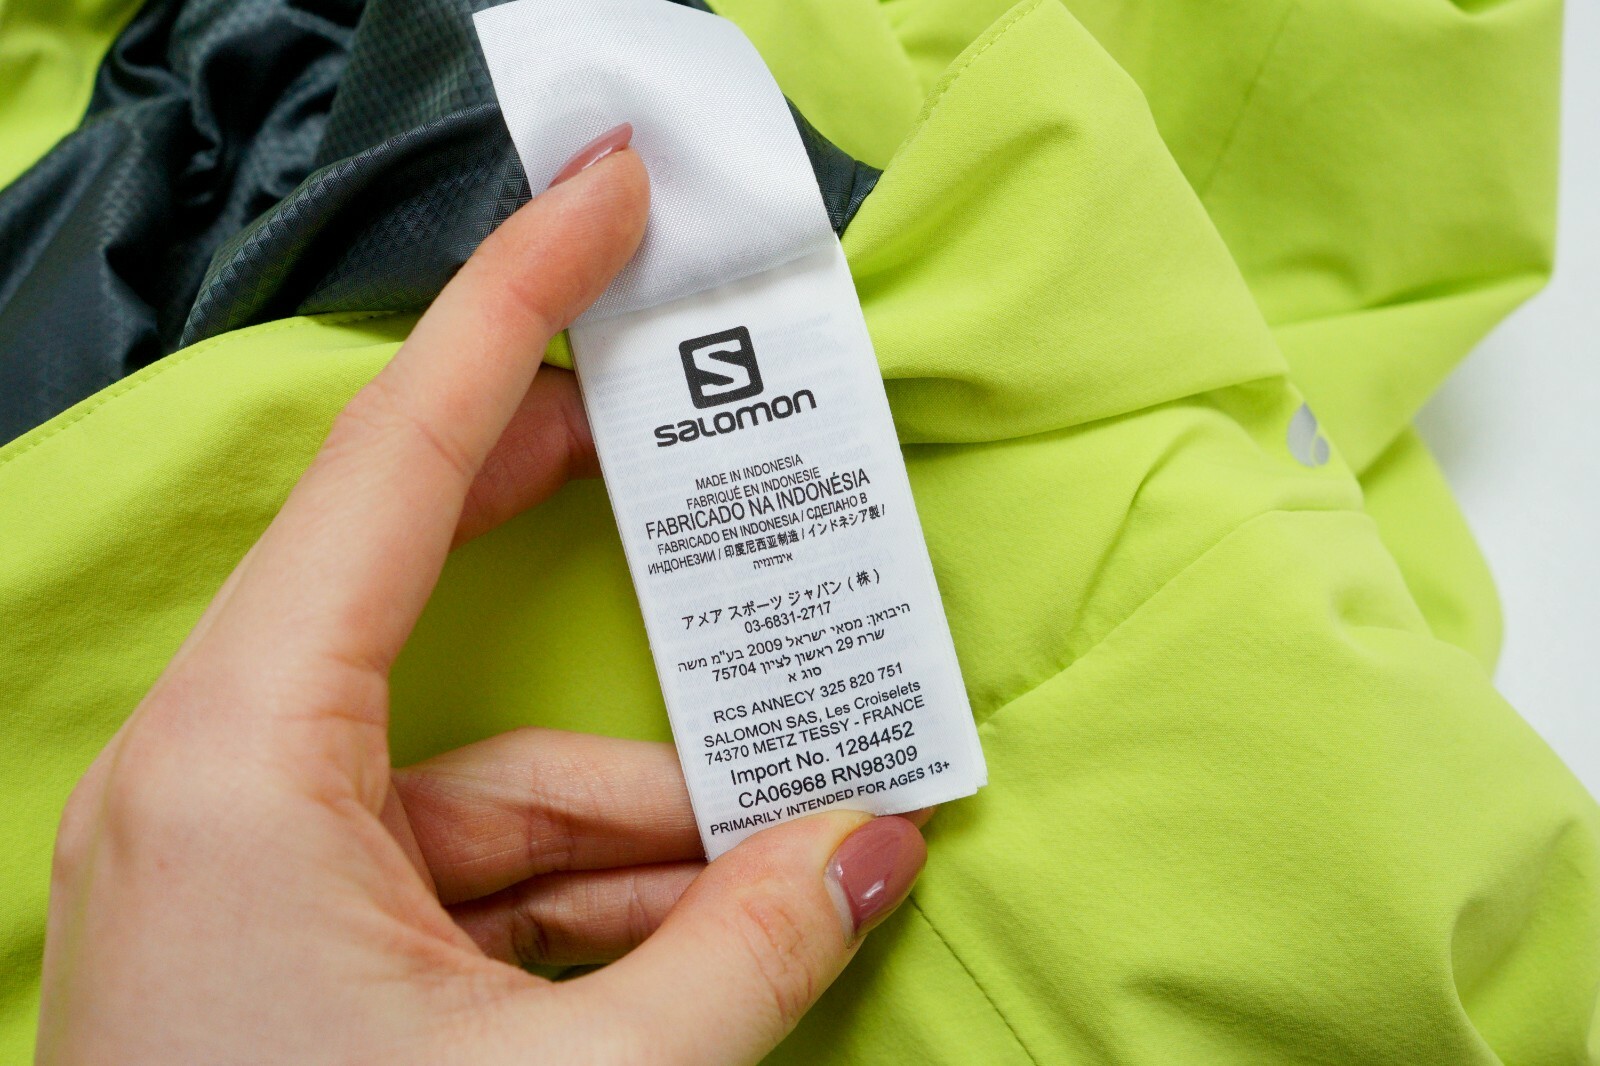 S
salomon
MADE IN INDONESIA
FABRIQUÉ EN INDONESIE
FABRICADO NA INDONÉSIA
FABRICADO EN INDONESIA / СДЕЛАНО В
ИНДОНЕЗИИ / 印度尼西亚制造 / インドネシア製 /
אינדונזיה
アメア スポーツ ジャパン ( 株 )
03-6831-2717
היבואן: מסאי ישראל 2009 בע"מ משה
שרת 29 ראשון לציון 75704
סוג א
RCS ANNECY 325 820 751
SALOMON SAS, Les Croiselets
74370 METZ TESSY - FRANCE
Import No. 1284452
CA06968 RN98309
PRIMARILY INTENDED FOR AGES 13+